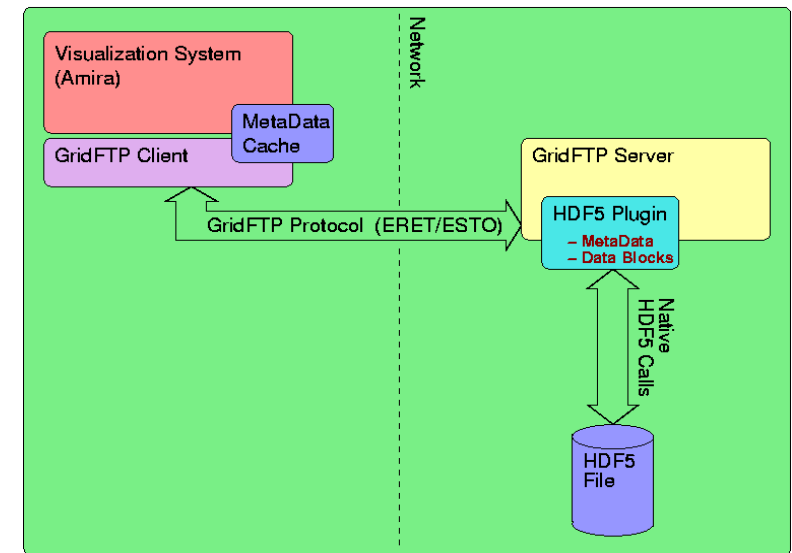 Visualization System
(Amira)
MetaData
Cache
GridFTP Client
Network
GridFTP Server
HDF5 Plugin
– MetaData
– Data Blocks
GridFTP Protocol (ERET/ESTO)
Native
HDF5 Calls
HDF5
File